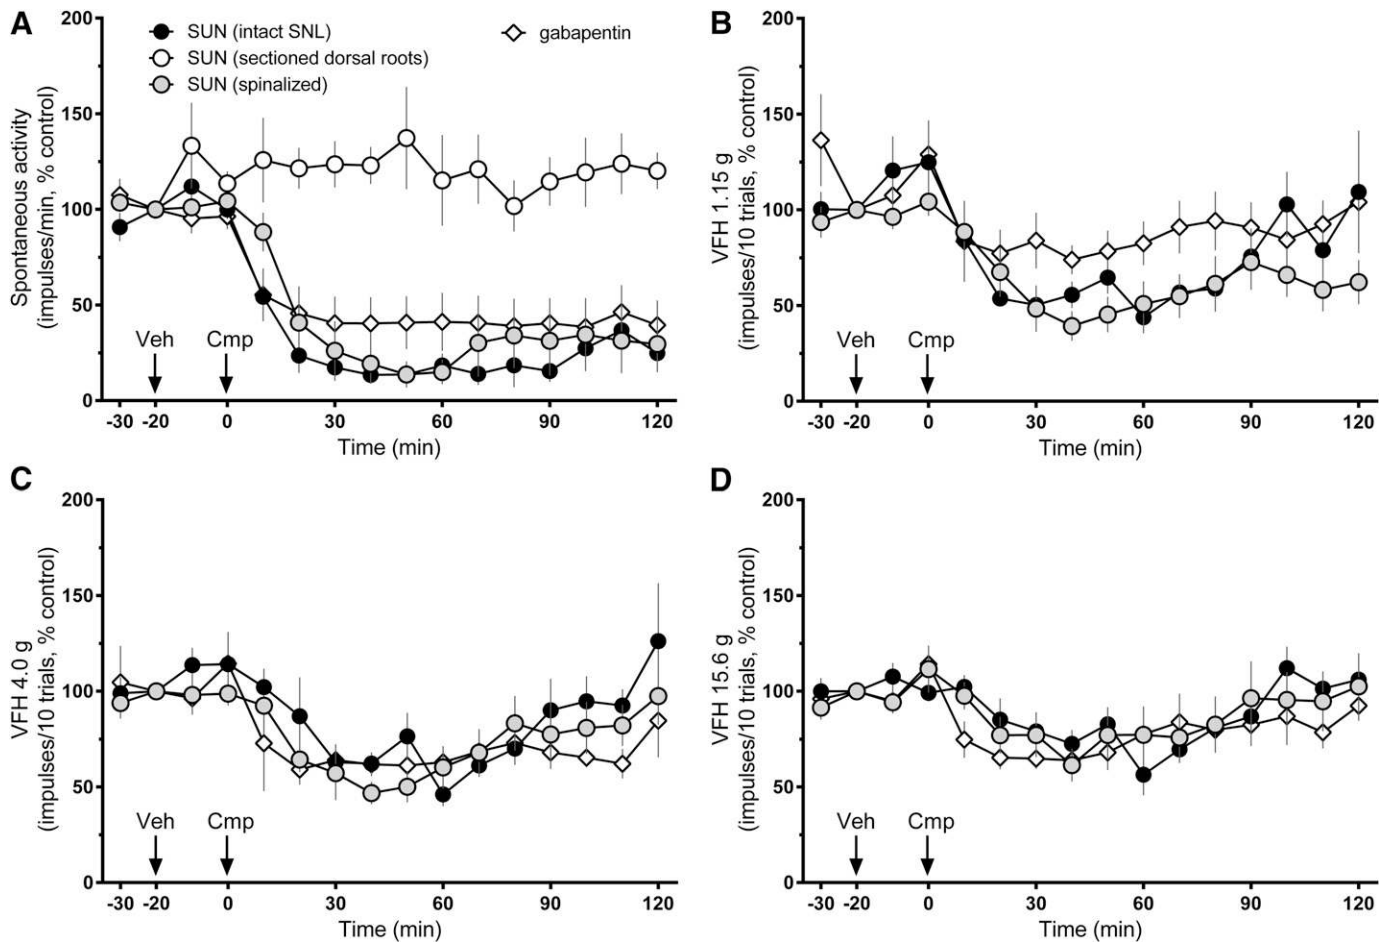 A
SUN (intact SNL)
SUN (sectioned dorsal roots)
SUN (spinalized)
gabapentin
Spontaneous activity
(impulses/min, % control)
200
150
100
50
0
Veh
Cmp
-30 -20 0 30 60 90 120
Time (min)
B
VFH 1.15 g
(impulses/10 trials, % control)
200
150
100
50
0
Veh
Cmp
-30 -20 0 30 60 90 120
Time (min)
C
VFH 4.0 g
(impulses/10 trials, % control)
200
150
100
50
0
Veh
Cmp
-30 -20 0 30 60 90 120
Time (min)
D
VFH 15.6 g
(impulses/10 trials, % control)
200
150
100
50
0
Veh
Cmp
-30 -20 0 30 60 90 120
Time (min)